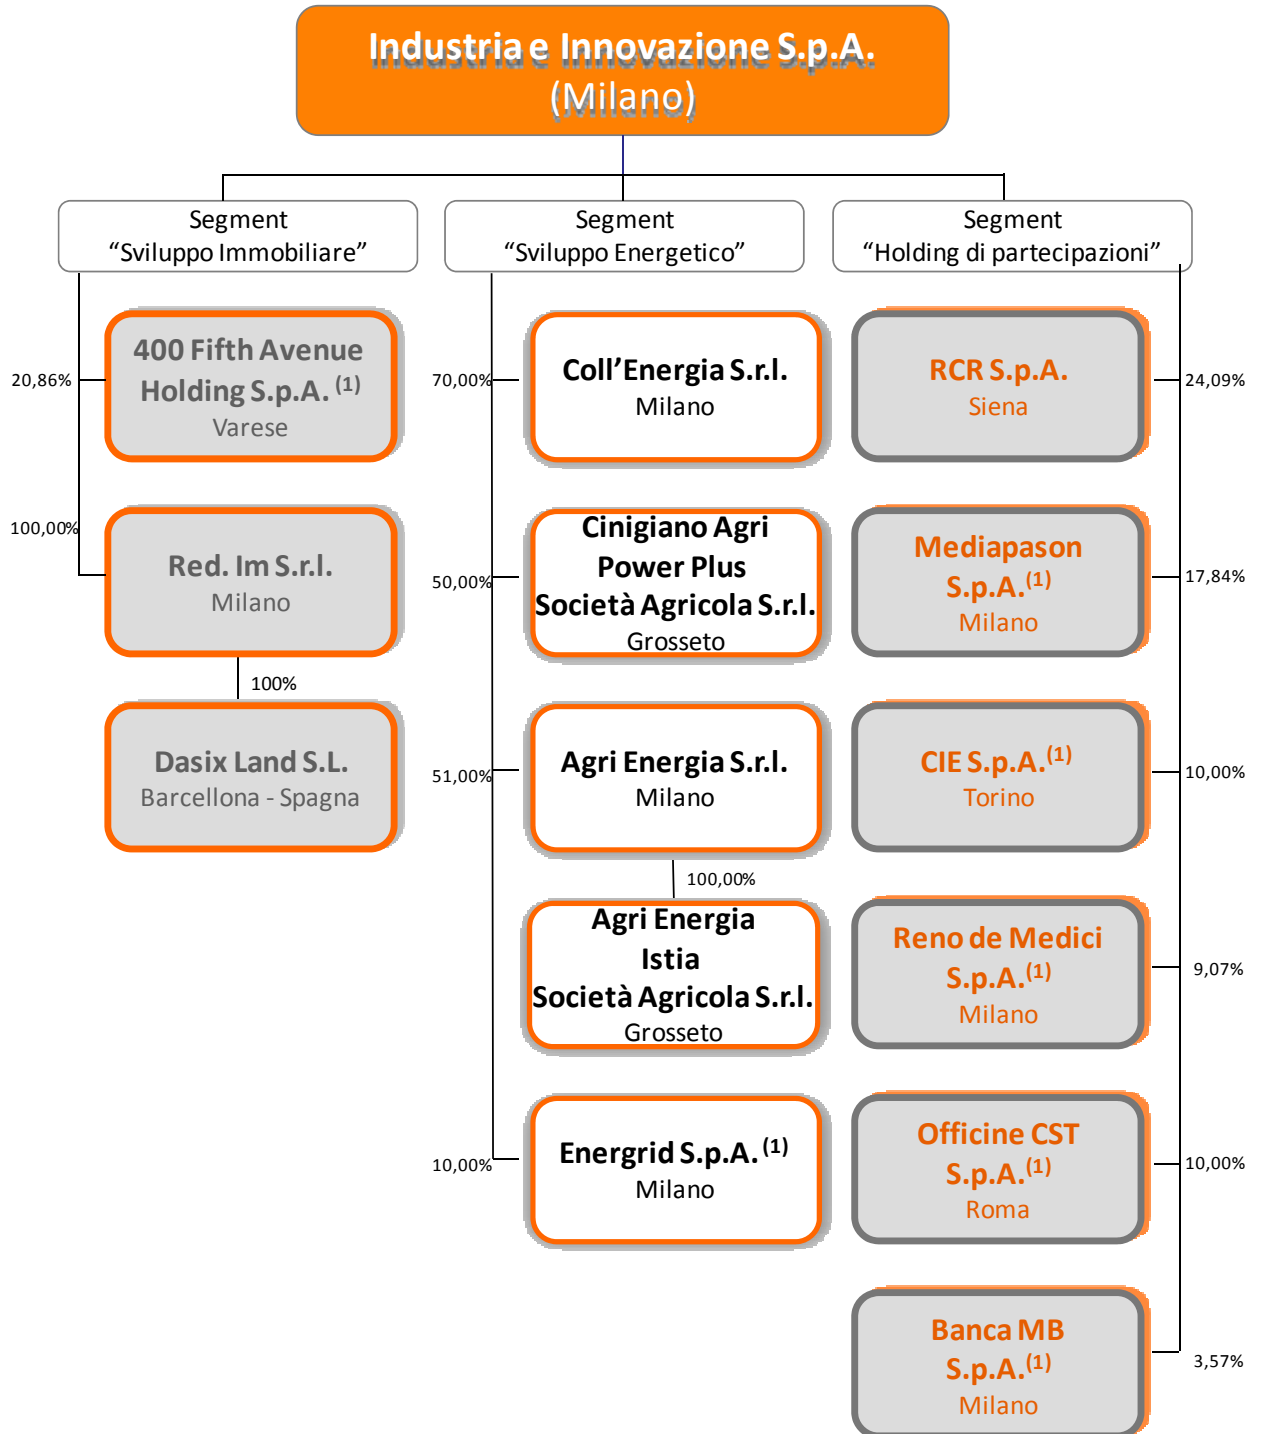 Industria e Innovazione S.p.A.
(Milano)
Segment
“Sviluppo Immobiliare”
20,86%
400 Fifth Avenue
Holding S.p.A. (1)
Varese
100,00%
Red. Im S.r.l.
Milano
100%
Dasix Land S.L.
Barcellona - Spagna
Segment
“Sviluppo Energetico”
70,00%
Coll’Energia S.r.l.
Milano
50,00%
Cinigiano Agri
Power Plus
Società Agricola S.r.l.
Grosseto
51,00%
Agri Energia S.r.l.
Milano
100,00%
Agri Energia
Istia
Società Agricola S.r.l.
Grosseto
10,00%
Energrid S.p.A. (1)
Milano
Segment
“Holding di partecipazioni”
RCR S.p.A.
Siena
24,09%
Mediapason
S.p.A.(1)
Milano
17,84%
CIE S.p.A.(1)
Torino
10,00%
Reno de Medici
S.p.A.(1)
Milano
9,07%
Officine CST
S.p.A.(1)
Roma
10,00%
Banca MB
S.p.A.(1)
Milano
3,57%